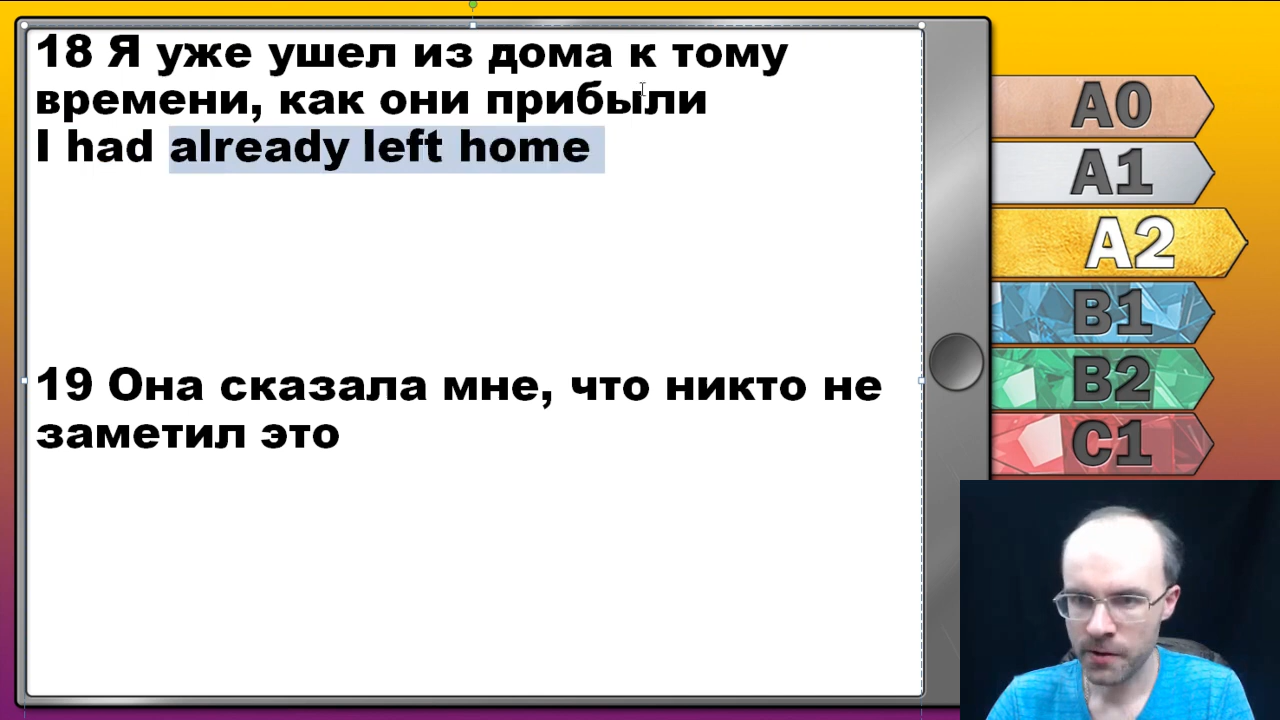 18 Я уже ушел из дома к тому
времени, как они прибыли
I had already left home
19 Она сказала мне, что никто не
заметил это
A0
A1
A2
B1
B2
C1